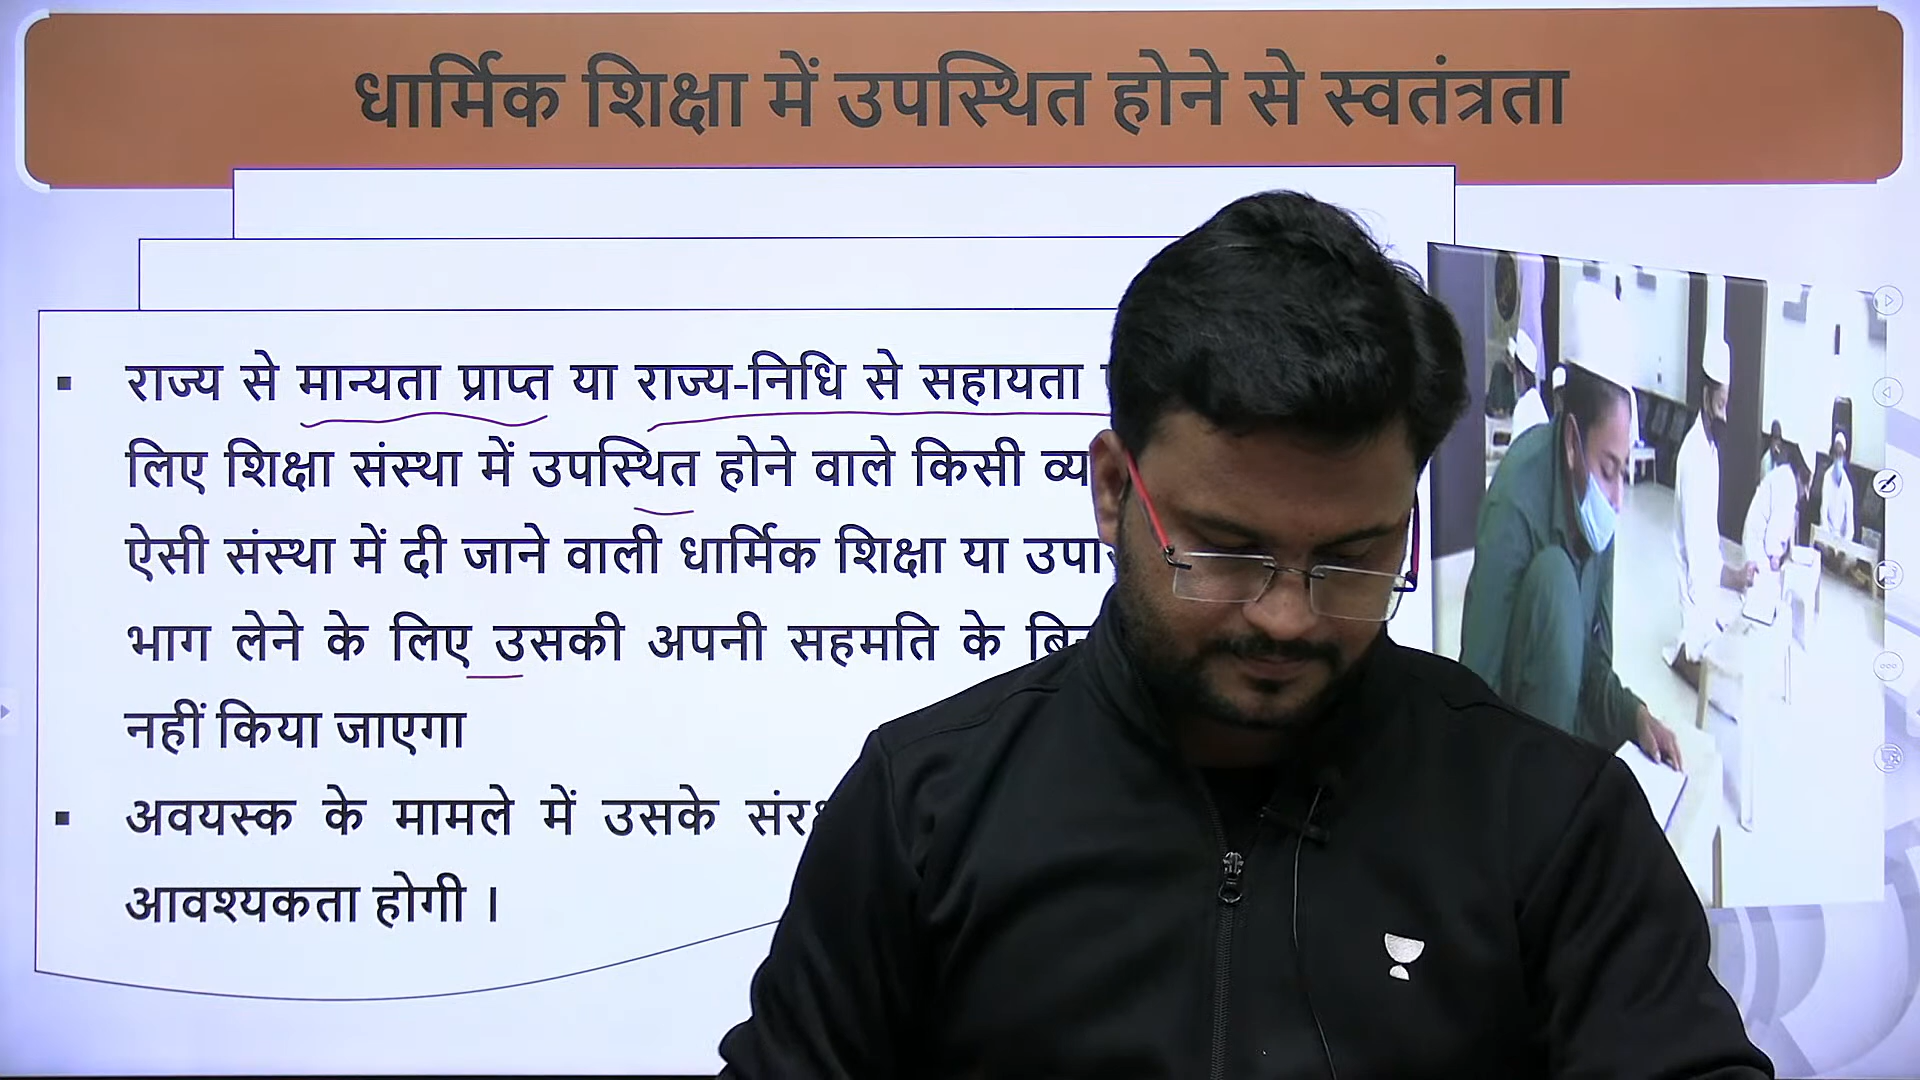 धार्मिक शिक्षा में उपस्थित होने से स्वतंत्रता
राज्य से मान्यता प्राप्त या राज्य-निधि से सहायता
लिए शिक्षा संस्था में उपस्थित होने वाले किसी
ऐसी संस्था में दी जाने वाली धार्मिक शिक्षा या
भाग लेने के लिए उसकी अपनी सहमति के
नहीं किया जाएगा
अवयस्क के मामले में उसके
आवश्यकता होगी ।